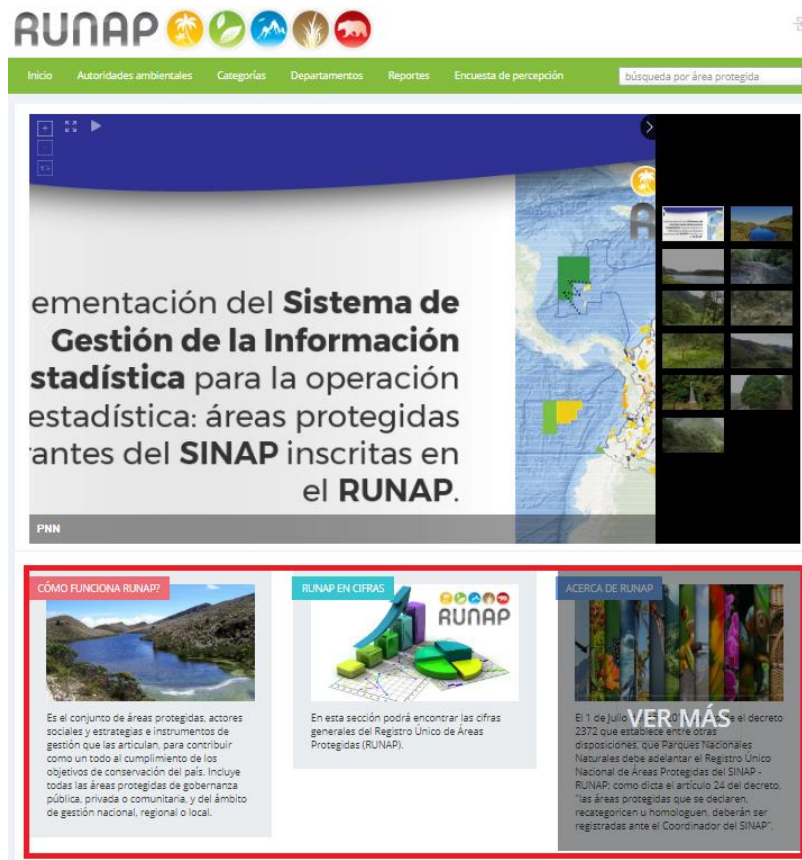 RUNAP
Inicio Autoridades ambientales Categorías Departamentos Reportes Encuesta de percepción búsqueda por área protegida
ementación del Sistema de
Gestión de la Información
stadística para la operación
estadística: áreas protegidas
antes del SINAP inscritas en
el RUNAP.
PNN
CÓMO FUNCIONA RUNAP?
Es el conjunto de áreas protegidas, actores
sociales y estrategias e instrumentos de
gestión que las articulan, para contribuir
como un todo al cumplimiento de los
objetivos de conservación del país. Incluye
todas las áreas protegidas de gobernanza
pública, privada o comunitaria, y del ámbito
de gestión nacional, regional o local.
RUNAP EN CIFRAS
RUNAP
En esta sección podrá encontrar las cifras
generales del Registro Único de Áreas
Protegidas (RUNAP).
ACERCA DE RUNAP
VER MÁS
El 1 de Julio el decreto
2372 que establece entre otras
disposiciones, que Parques Nacionales
Naturales debe adelantar el Registro Único
Nacional de Áreas Protegidas del SINAP -
RUNAP; como dicta el artículo 24 del decreto,
"las áreas protegidas que se declaren,
recategoricen u homologuen, deberán ser
registradas ante el Coordinador del SINAP".